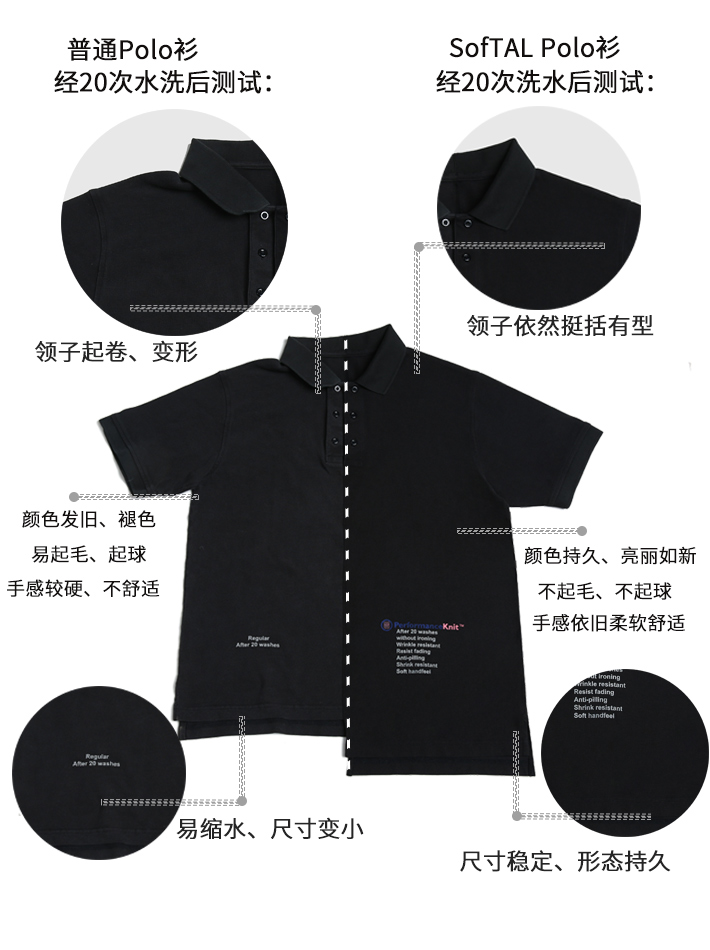 普通Polo衫
经20次水洗后测试：
SofTAL Polo衫
经20次洗水后测试：
领子起卷、变形
领子依然挺括有型
颜色发旧、褪色
易起毛、起球
手感较硬、不舒适
颜色持久、亮丽如新
不起毛、不起球
手感依旧柔软舒适
Regular
After 20 washes
PerformanceKnit™
After 20 washes
without ironing
Wrinkle resistant
Resist fading
Anti-pilling
Shrink resistant
Soft handfeel
Regular
After 20 washes
Wrinkle resistant
Resist fading
Anti-pilling
Shrink resistant
Soft handfeel
易缩水、尺寸变小
尺寸稳定、形态持久